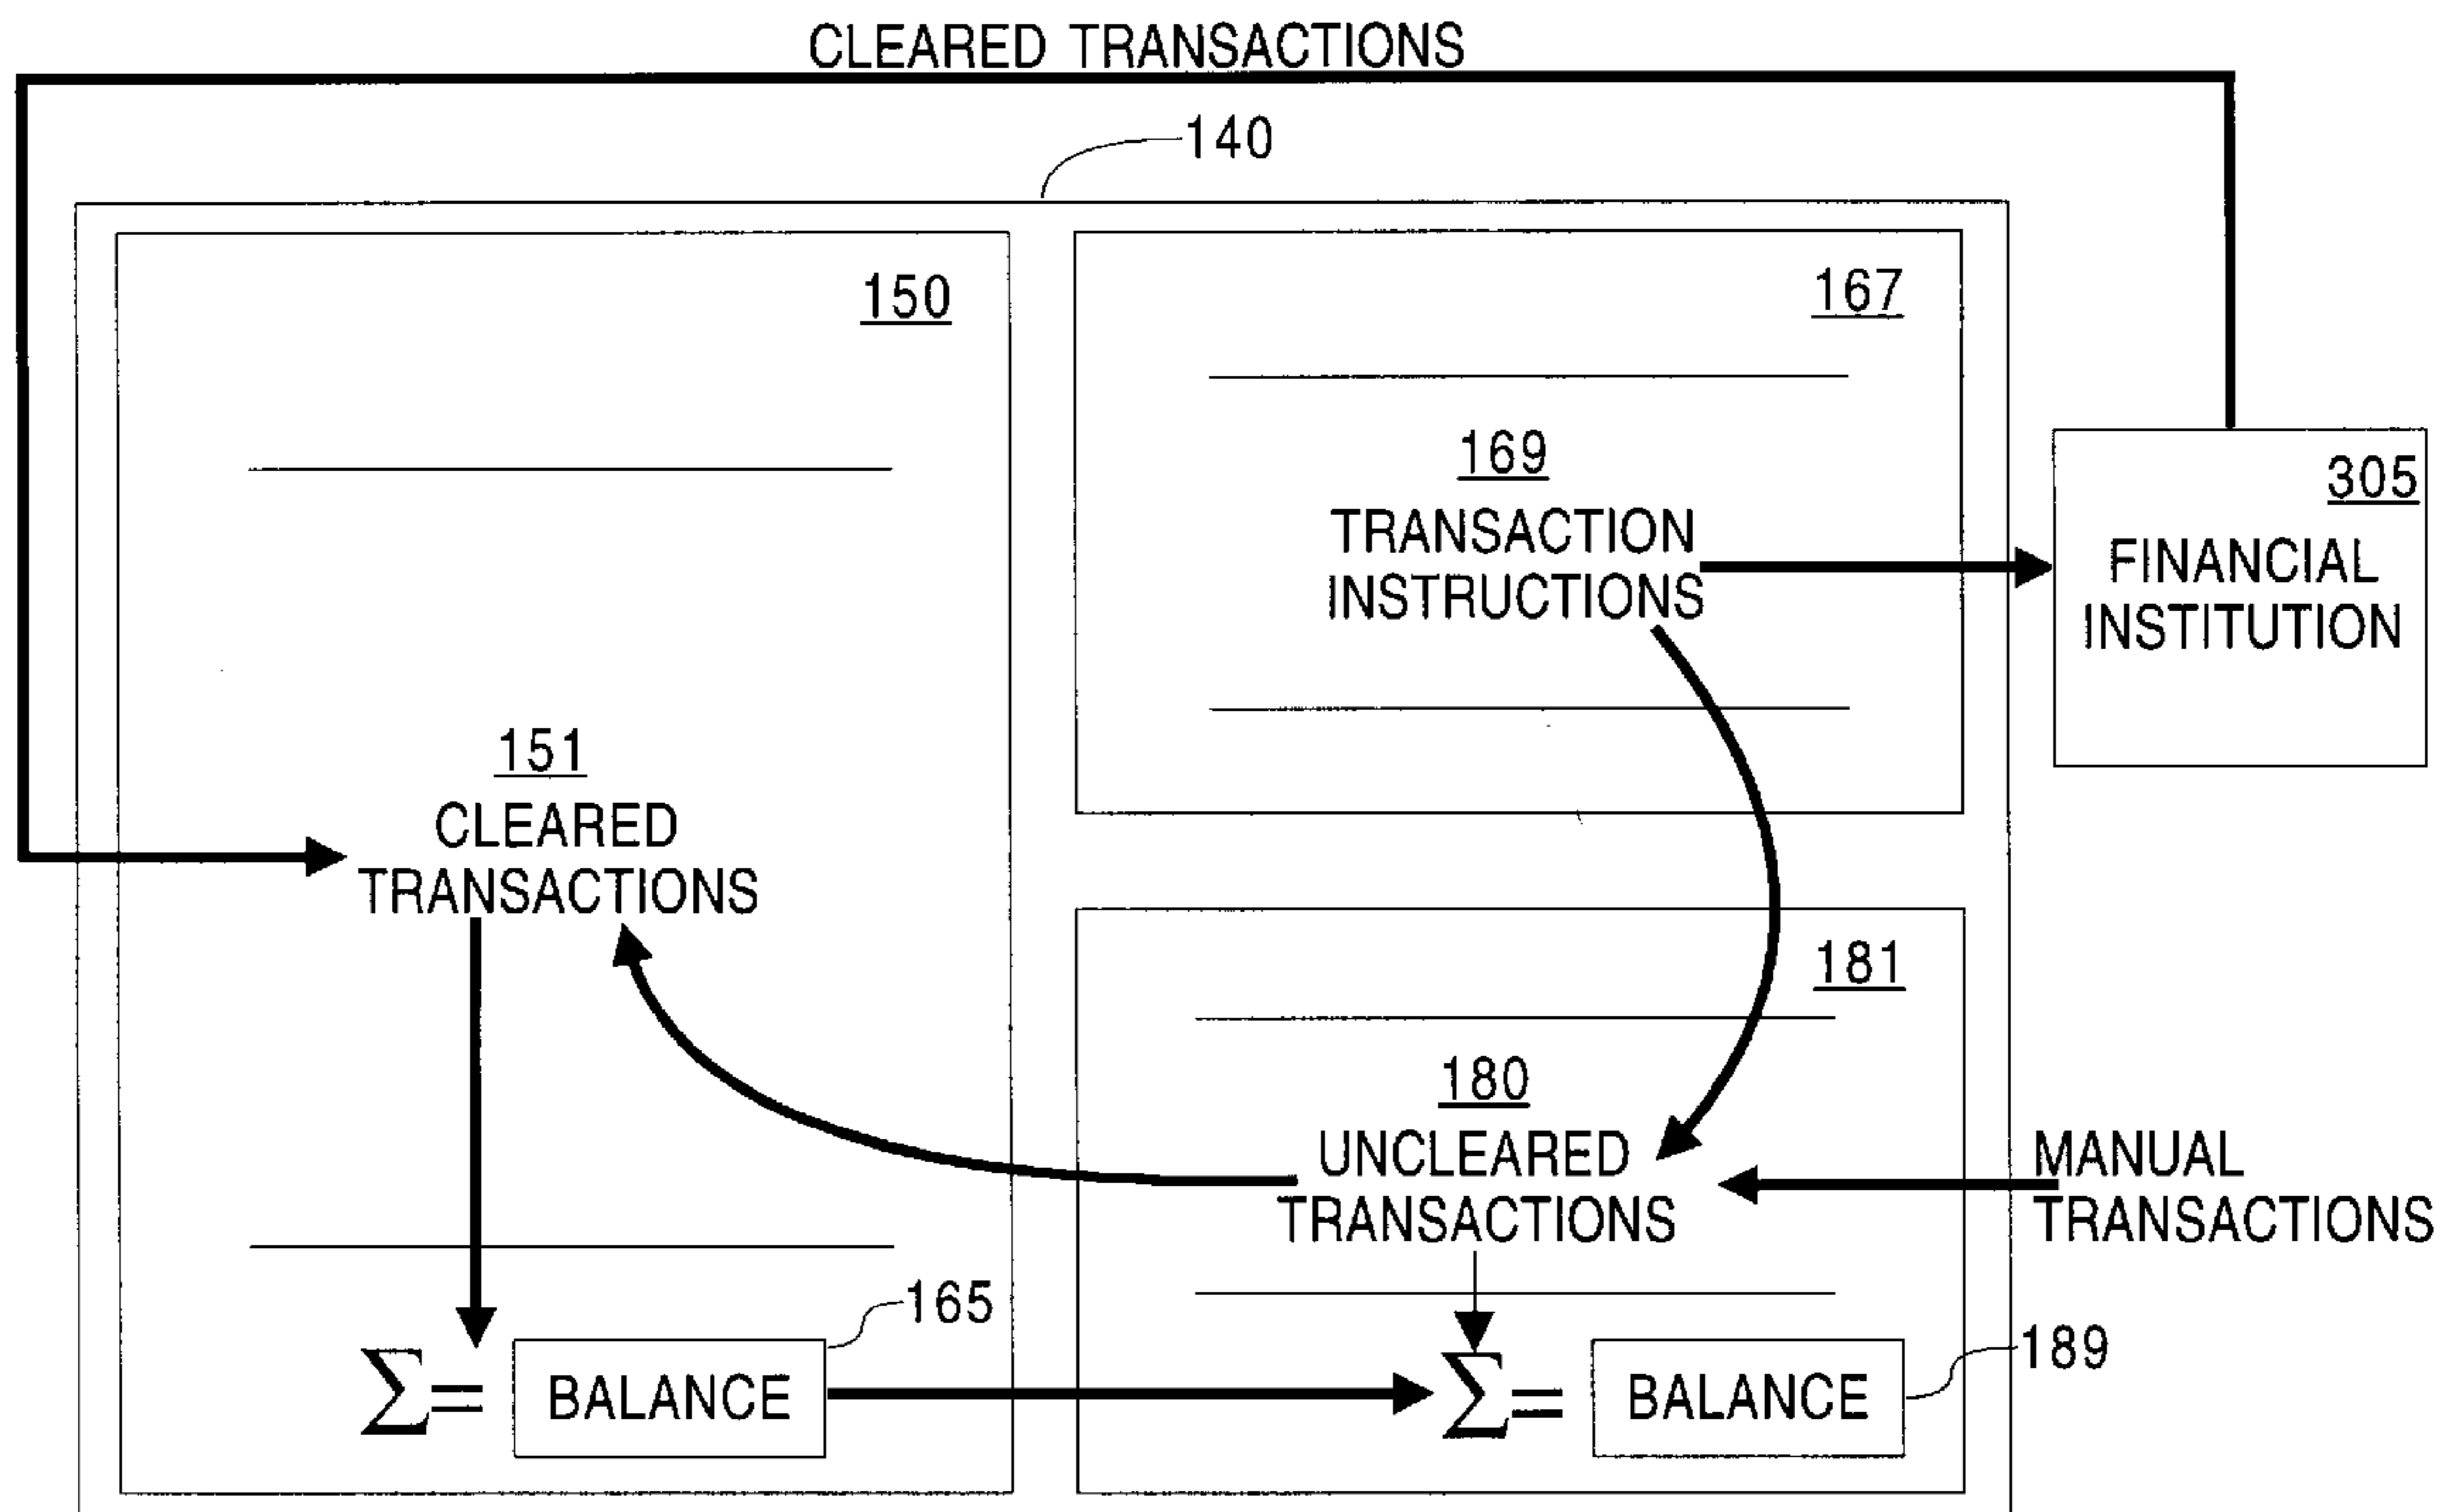 CLEARED TRANSACTIONS
140
150
167
169
TRANSACTION
INSTRUCTIONS
305
FINANCIAL
INSTITUTION
151
CLEARED
TRANSACTIONS
181
180
UNCLEARED
TRANSACTIONS
MANUAL
TRANSACTIONS
165
Σ= BALANCE
189
Σ= BALANCE